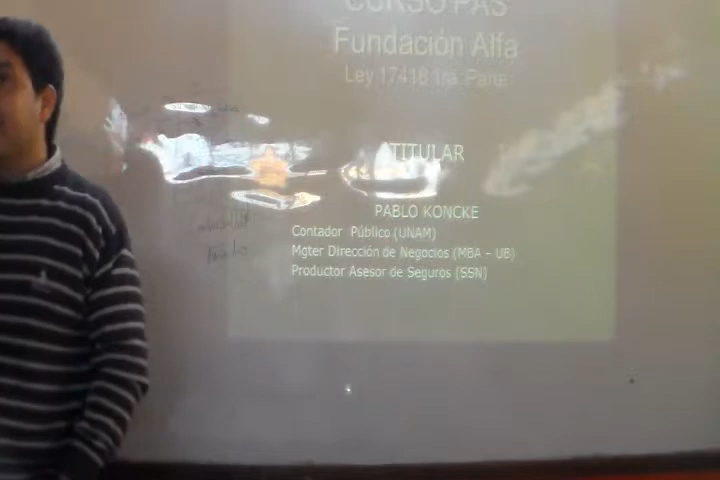 CURSO PAS
Fundación Alfa
Ley 17418 1ra. Parte
TITULAR
PABLO KONCKE
Contador Público (UNAM)
Mgter Dirección de Negocios (MBA – UB)
Productor Asesor de Seguros (SSN)